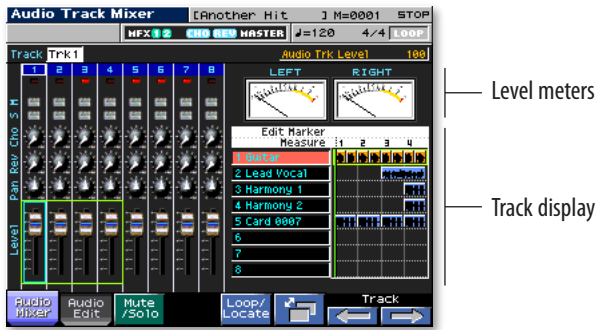 Audio Track Mixer [Another Hit ] M=0001 STOP
MFX 1 2 CHO REV MASTER ♩=120 4/4 LOOP
Track Trk1 Audio Trk Level 100
1 2 3 4 5 6 7 8
LEFT RIGHT
Level meters
S M
Cho
Rev
Pan
Level
Edit Marker
Measure 1 2 3 4
1 Guitar
2 Lead Vocal
3 Harmony 1
4 Harmony 2
5 Card 0007
6
7
8
Track display
Audio Mixer
Audio Edit
Mute /Solo
Loop/ Locate
Track